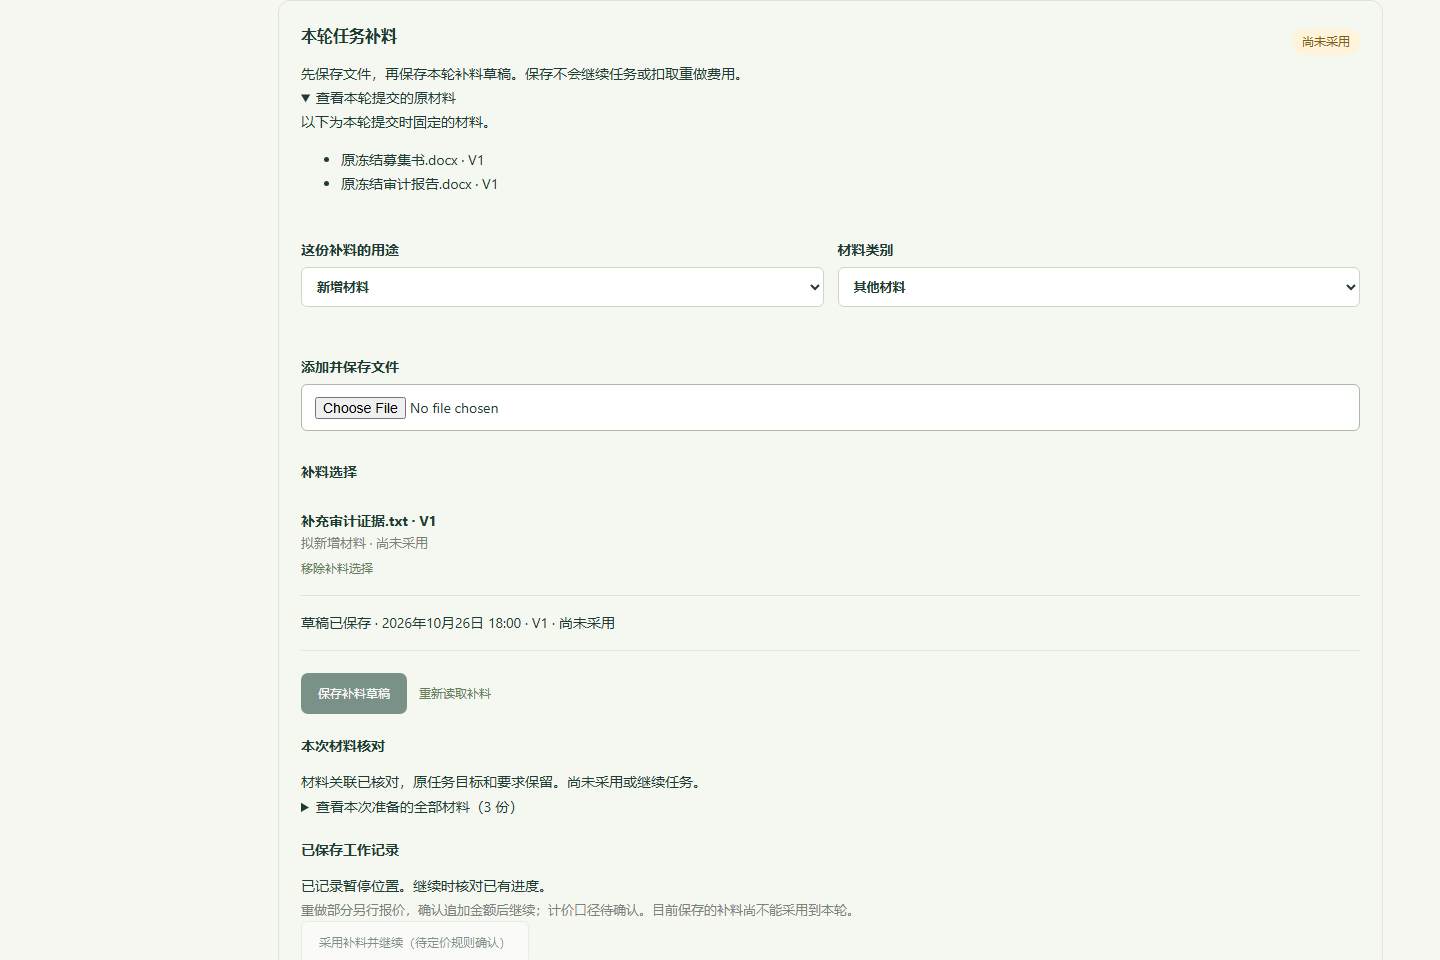 本轮任务补料
尚未采用
先保存文件，再保存本轮补料草稿。保存不会继续任务或扣取重做费用。
▼ 查看本轮提交的原材料
以下为本轮提交时固定的材料。
• 原冻结募集书.docx · V1
• 原冻结审计报告.docx · V1
这份补料的用途
材料类别
新增材料
其他材料
添加并保存文件
Choose File No file chosen
补料选择
补充审计证据.txt · V1
拟新增材料 · 尚未采用
移除补料选择
草稿已保存 · 2026年10月26日 18:00 · V1 · 尚未采用
保存补料草稿
重新读取补料
本次材料核对
材料关联已核对，原任务目标和要求保留。尚未采用或继续任务。
▶ 查看本次准备的全部材料（3 份）
已保存工作记录
已记录暂停位置。继续时核对已有进度。
重做部分另行报价，确认追加金额后继续；计价口径待确认。目前保存的补料尚不能采用到本轮。
采用补料并继续（待定价规则确认）